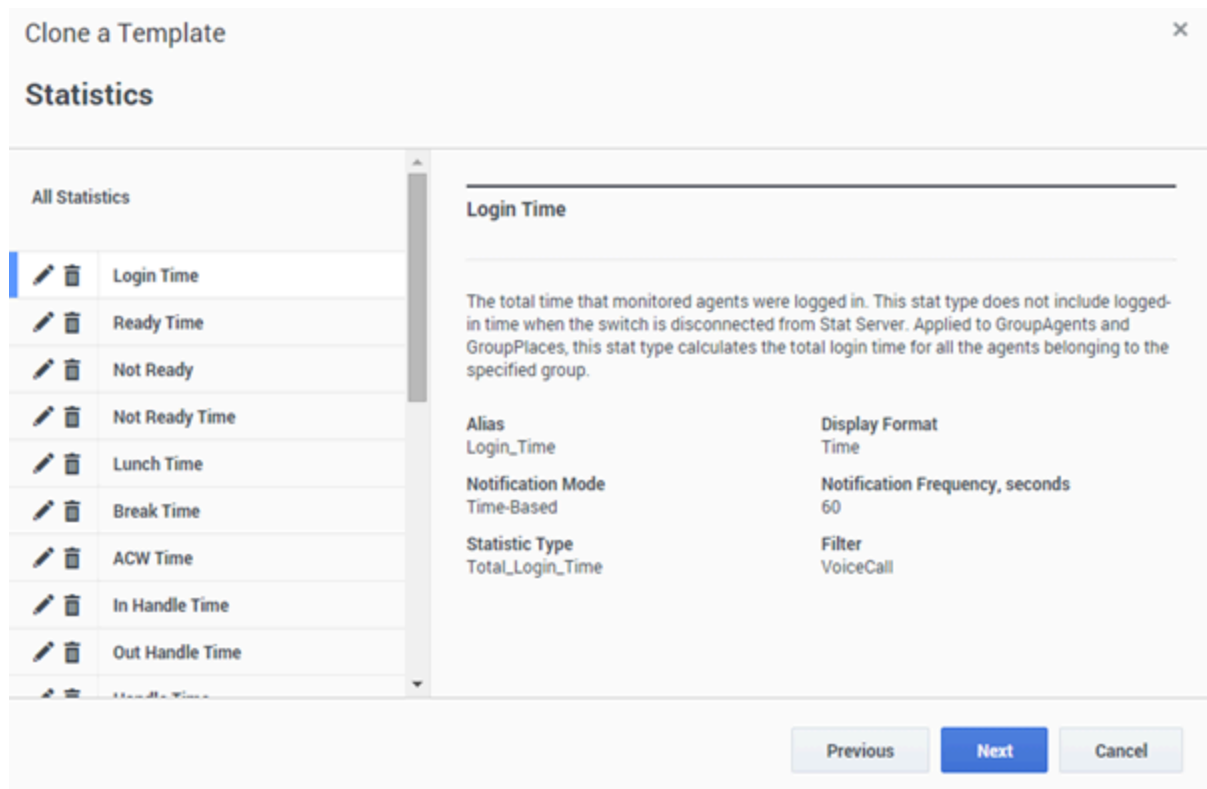 Clone a Template
×
Statistics
All Statistics
Login Time
Ready Time
Not Ready
Not Ready Time
Lunch Time
Break Time
ACW Time
In Handle Time
Out Handle Time
Handle Time
Login Time
The total time that monitored agents were logged in. This stat type does not include logged-
in time when the switch is disconnected from Stat Server. Applied to GroupAgents and
GroupPlaces, this stat type calculates the total login time for all the agents belonging to the
specified group.
Alias
Login_Time
Display Format
Time
Notification Mode
Time-Based
Notification Frequency, seconds
60
Statistic Type
Total_Login_Time
Filter
VoiceCall
Previous
Next
Cancel